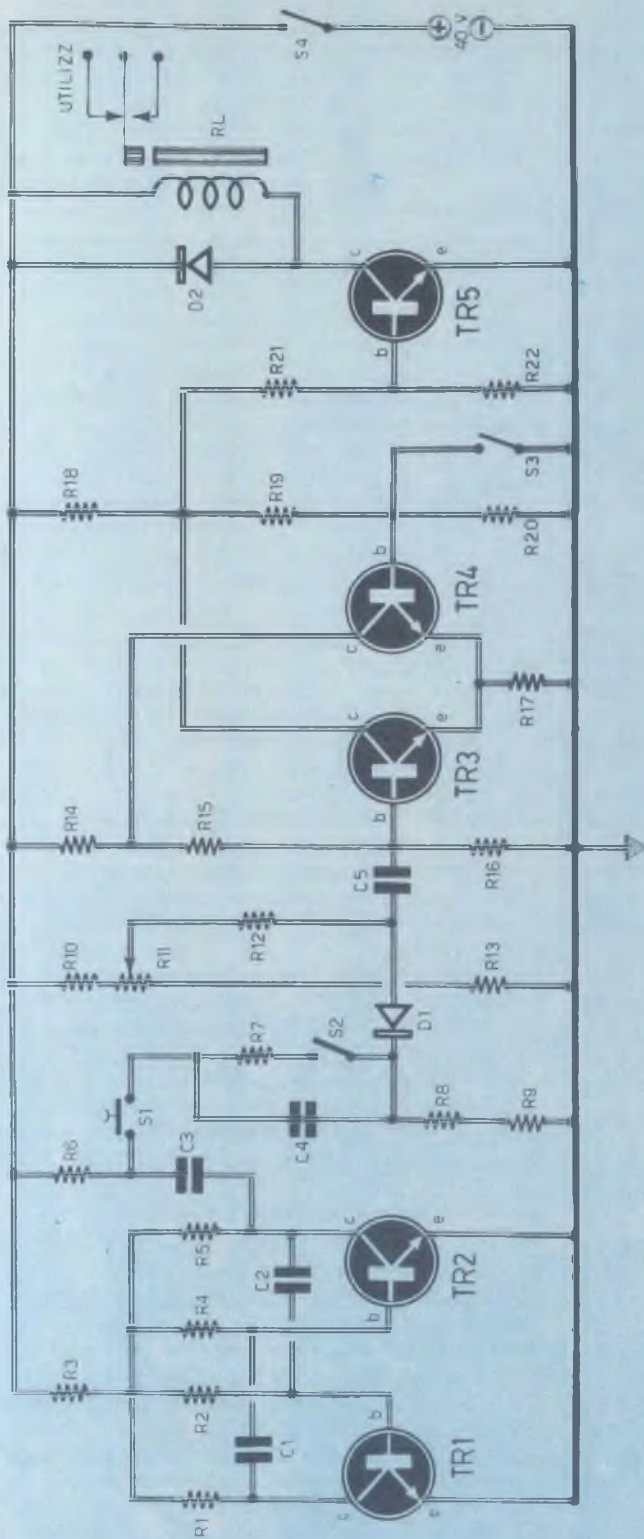 R1
R2
R3
R4
R5
C1
C2
TR1
c
b
e
TR2
c
b
e
R6
C3
S1
C4
R7
S2
R8
R9
D1
R10
R11
R12
R13
C5
R14
R15
R16
TR3
c
b
e
R17
TR4
c
b
e
R18
R19
R20
S3
R21
R22
TR5
c
b
e
D2
RL
UTILIZZ
S4
+
40 V
−